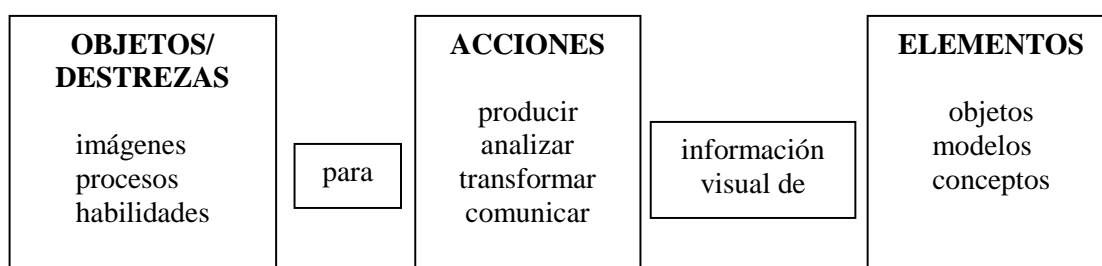 OBJETOS/
DESTREZAS
imágenes
procesos
habilidades
para
ACCIONES
producir
analizar
transformar
comunicar
información
visual de
ELEMENTOS
objetos
modelos
conceptos